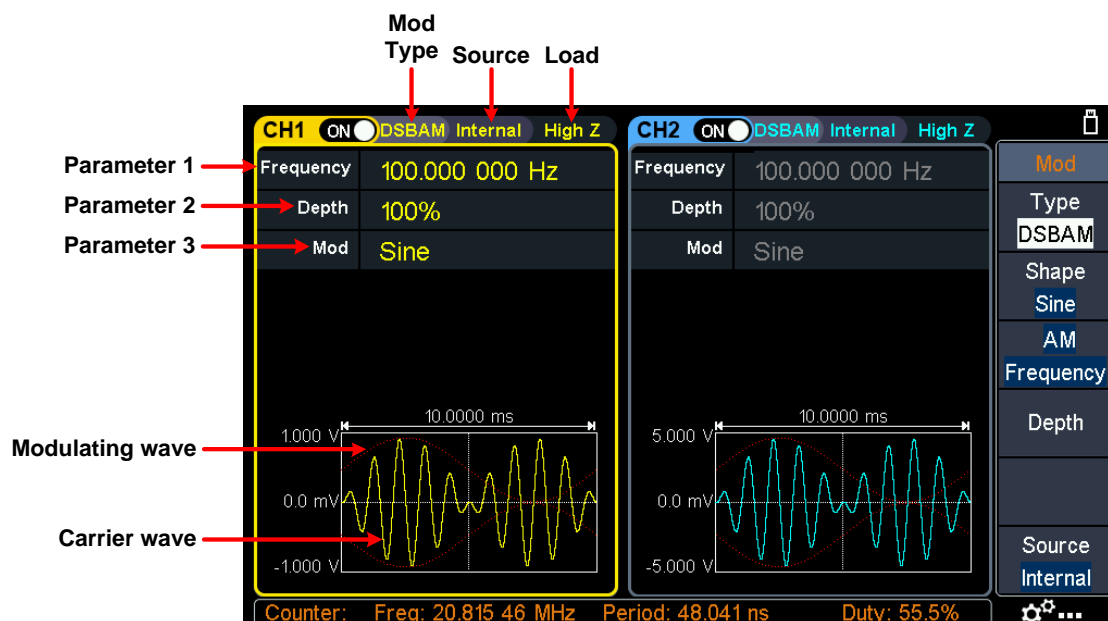 Mod
Type
Source
Load
CH1 ON DSBAM Internal High Z
CH2 ON DSBAM Internal High Z
Parameter 1
Frequency 100.000 000 Hz
Frequency 100.000 000 Hz
Mod
Parameter 2
Depth 100%
Depth 100%
Type
DSBAM
Parameter 3
Mod Sine
Mod Sine
Shape
Sine
AM
Frequency
10.0000 ms
10.0000 ms
Depth
1.000 V
5.000 V
Modulating wave
0.0 mV
0.0 mV
Carrier wave
-1.000 V
-5.000 V
Source
Internal
Counter: Freq: 20.815 46 MHz Period: 48.041 ns Duty: 55.5%